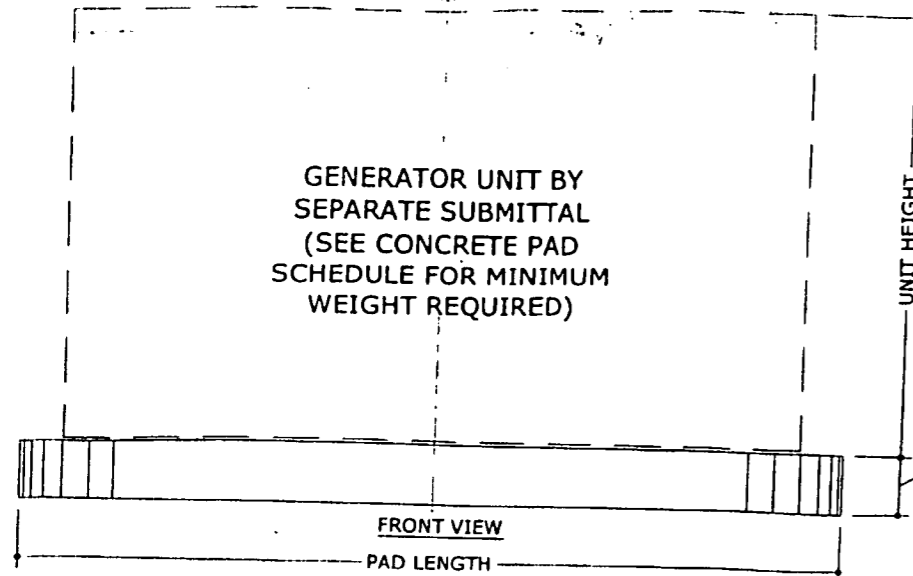 GENERATOR UNIT BY
SEPARATE SUBMITTAL
(SEE CONCRETE PAD
SCHEDULE FOR MINIMUM
WEIGHT REQUIRED)
UNIT HEIGHT
FRONT VIEW
PAD LENGTH